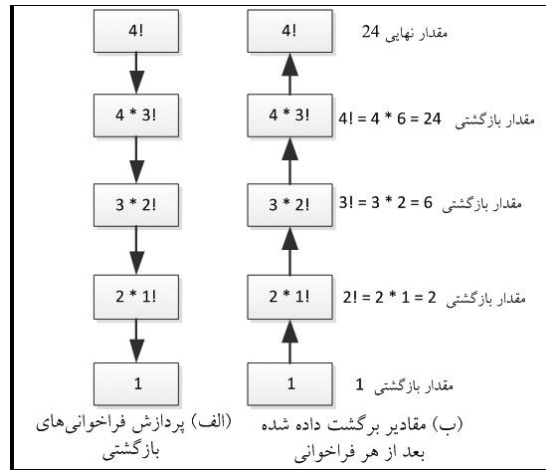 4! 4! مقدار نهایی 24
4 * 3! 4 * 3! مقدار بازگشتی 4! = 4 * 6 = 24
3 * 2! 3 * 2! مقدار بازگشتی 3! = 3 * 2 = 6
2 * 1! 2 * 1! مقدار بازگشتی 2! = 2 * 1 = 2
1 1 مقدار بازگشتی 1
(الف) پردازش فراخوانی‌های
بازگشتی
(ب) مقادیر برگشت داده شده
بعد از هر فراخوانی